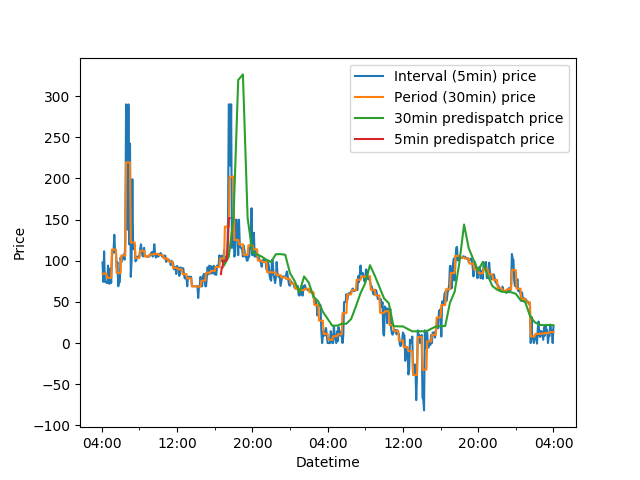 Interval (5min) price
Period (30min) price
30min predispatch price
5min predispatch price
300
250
200
150
100
50
0
−50
−100
Price
04:00 12:00 20:00 04:00 12:00 20:00 04:00
Datetime